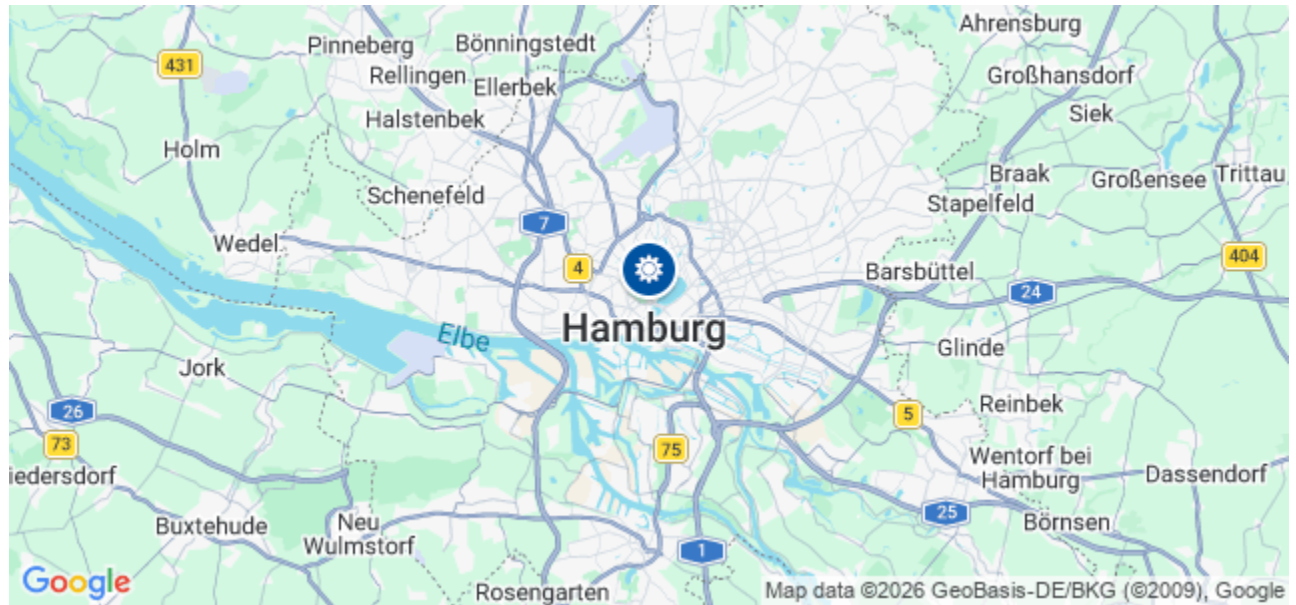 Ahrensburg
Pinneberg
Bönningstedt
431
Rellingen
Großhansdorf
Ellerbek
Siek
Halstenbek
Holm
Braak
Großensee
Trittau
Schenefeld
Stapelfeld
7
Wedel
404
4
Barsbüttel
24
Hamburg
Elbe
Glinde
Jork
26
Reinbek
5
73
75
Wentorf bei
Hamburg
Dassendorf
iedersdorf
25
Buxtehude
Neu
Wulmstorf
Börnsen
1
Google
Rosengarten
Map data ©2026 GeoBasis-DE/BKG (©2009), Google